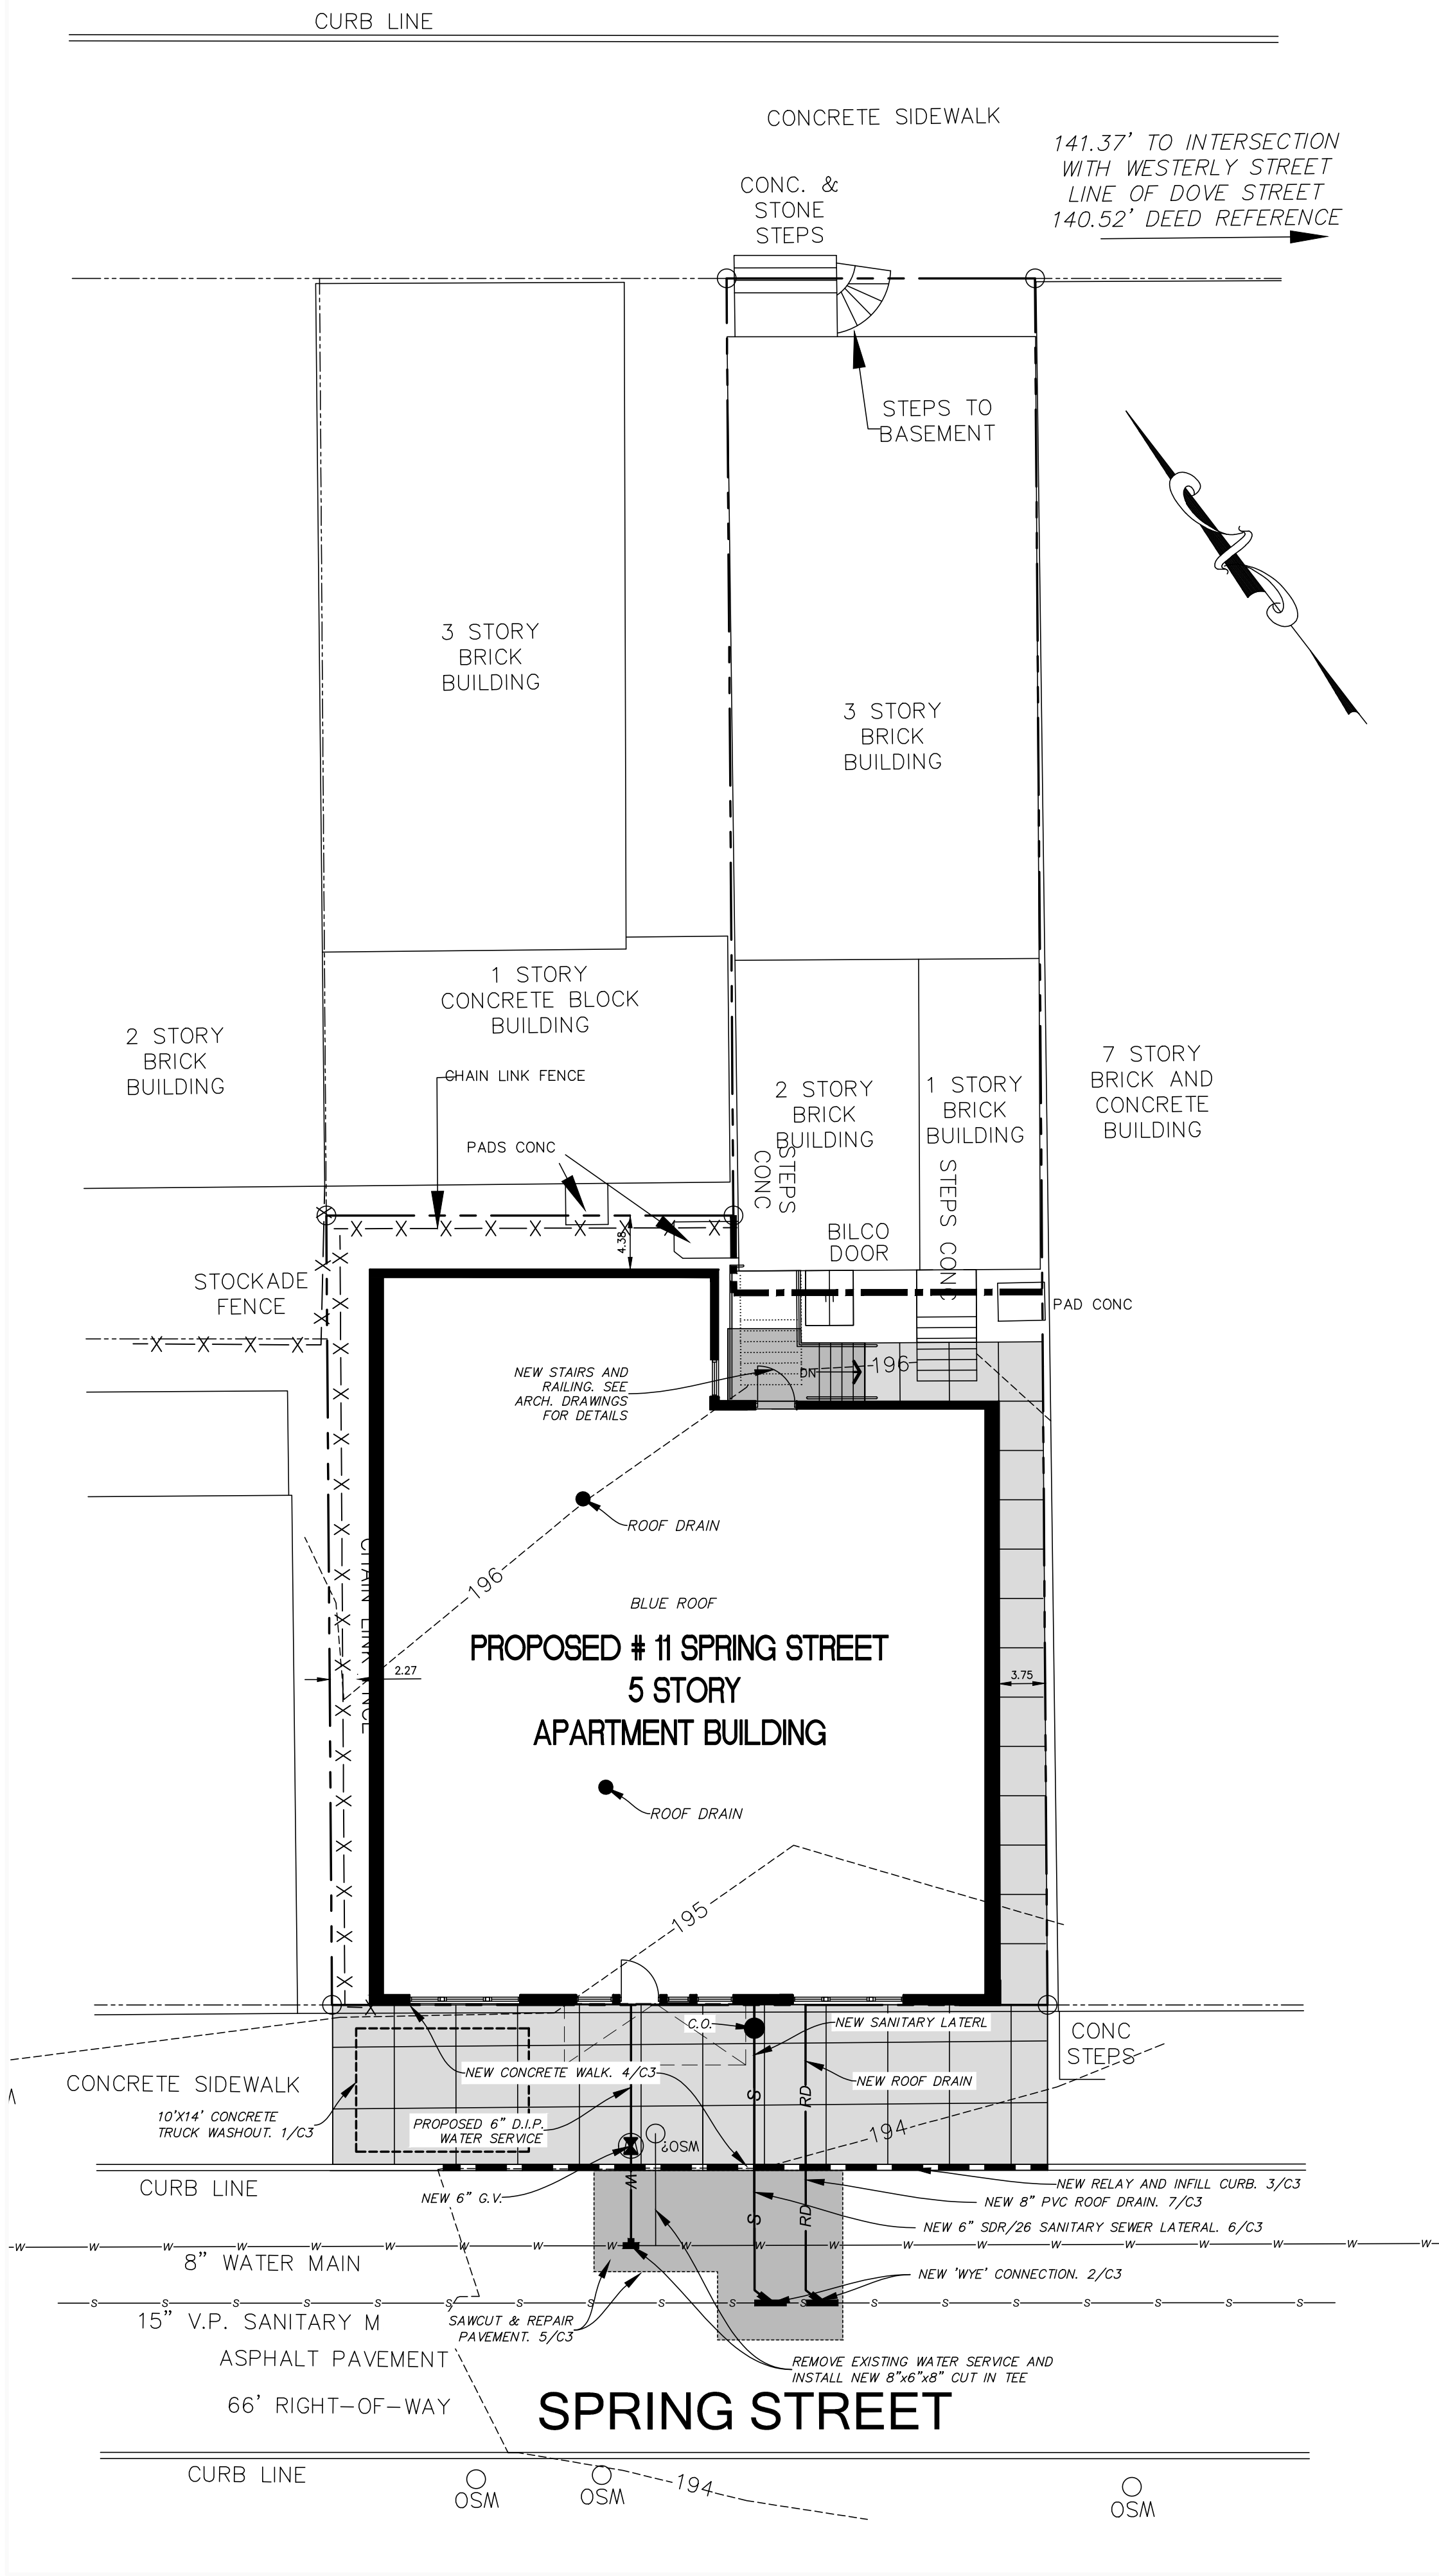 CURB LINE
CONCRETE SIDEWALK
141.37' TO INTERSECTION
WITH WESTERLY STREET
LINE OF DOVE STREET
140.52' DEED REFERENCE
CONC. &
STONE
STEPS
STEPS TO
BASEMENT
3 STORY
BRICK
BUILDING
3 STORY
BRICK
BUILDING
1 STORY
CONCRETE BLOCK
BUILDING
2 STORY
BRICK
BUILDING
CHAIN LINK FENCE
7 STORY
BRICK AND
CONCRETE
BUILDING
2 STORY
BRICK
BUILDING
1 STORY
BRICK
BUILDING
PADS CONC
STEPS
CONC
STEPS CONC
BILCO
DOOR
4.38
STOCKADE
FENCE
PAD CONC
NEW STAIRS AND
RAILING. SEE
ARCH. DRAWINGS
FOR DETAILS
DN
196
ROOF DRAIN
196
CHAIN LINK FENCE
BLUE ROOF
PROPOSED # 11 SPRING STREET
5 STORY
APARTMENT BUILDING
2.27
3.75
ROOF DRAIN
195
C.O.
NEW SANITARY LATERL
CONC
STEPS
NEW CONCRETE WALK. 4/C3
NEW ROOF DRAIN
CONCRETE SIDEWALK
10'X14' CONCRETE
TRUCK WASHOUT. 1/C3
PROPOSED 6" D.I.P.
WATER SERVICE
S
RD
194
WSO?
CURB LINE
NEW 6" G.V.
W
NEW RELAY AND INFILL CURB. 3/C3
NEW 8" PVC ROOF DRAIN. 7/C3
S
RD
NEW 6" SDR/26 SANITARY SEWER LATERAL. 6/C3
W W W W W W W W W W W W W W W W W W W W
8" WATER MAIN
NEW 'WYE' CONNECTION. 2/C3
S S S S S S S S S S S S S S S S S S
15" V.P. SANITARY M
SAWCUT & REPAIR
PAVEMENT. 5/C3
ASPHALT PAVEMENT
REMOVE EXISTING WATER SERVICE AND
INSTALL NEW 8"x6"x8" CUT IN TEE
66' RIGHT-OF-WAY
SPRING STREET
CURB LINE
194
WSO
WSO
WSO